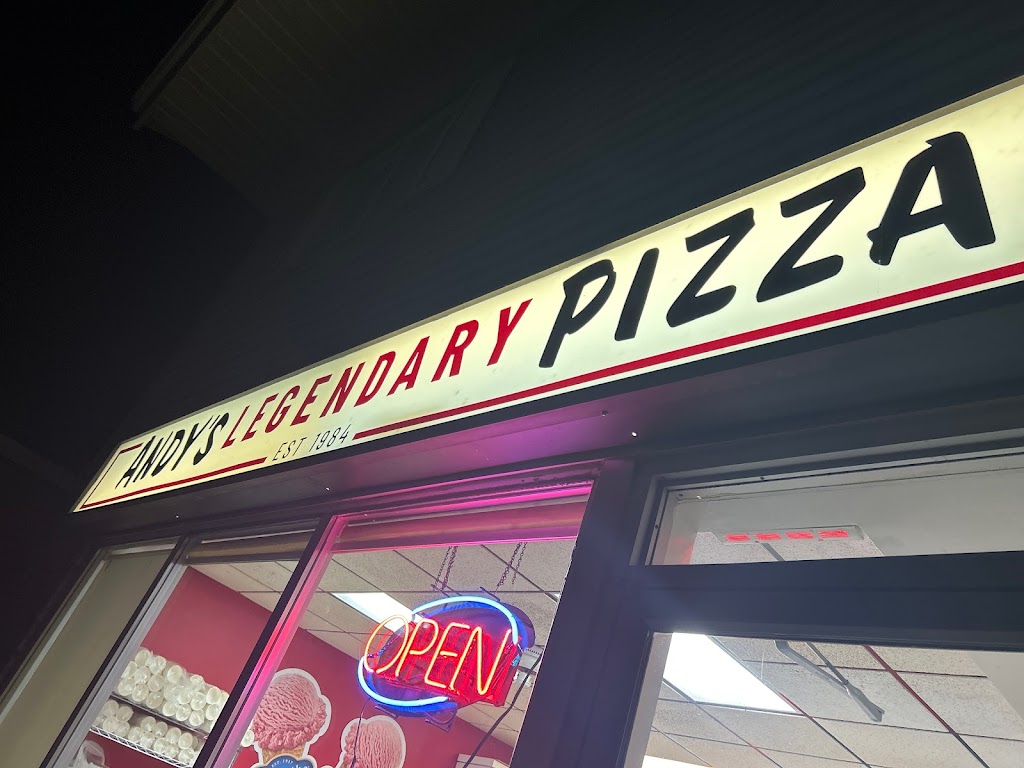 ANDY'S LEGENDARY PIZZA
EST 1984
OPEN